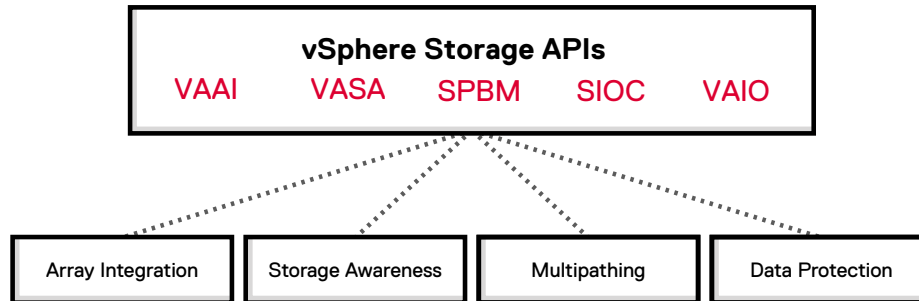 vSphere Storage APIs
VAAI VASA SPBM SIOC VAIO
Array Integration Storage Awareness Multipathing Data Protection